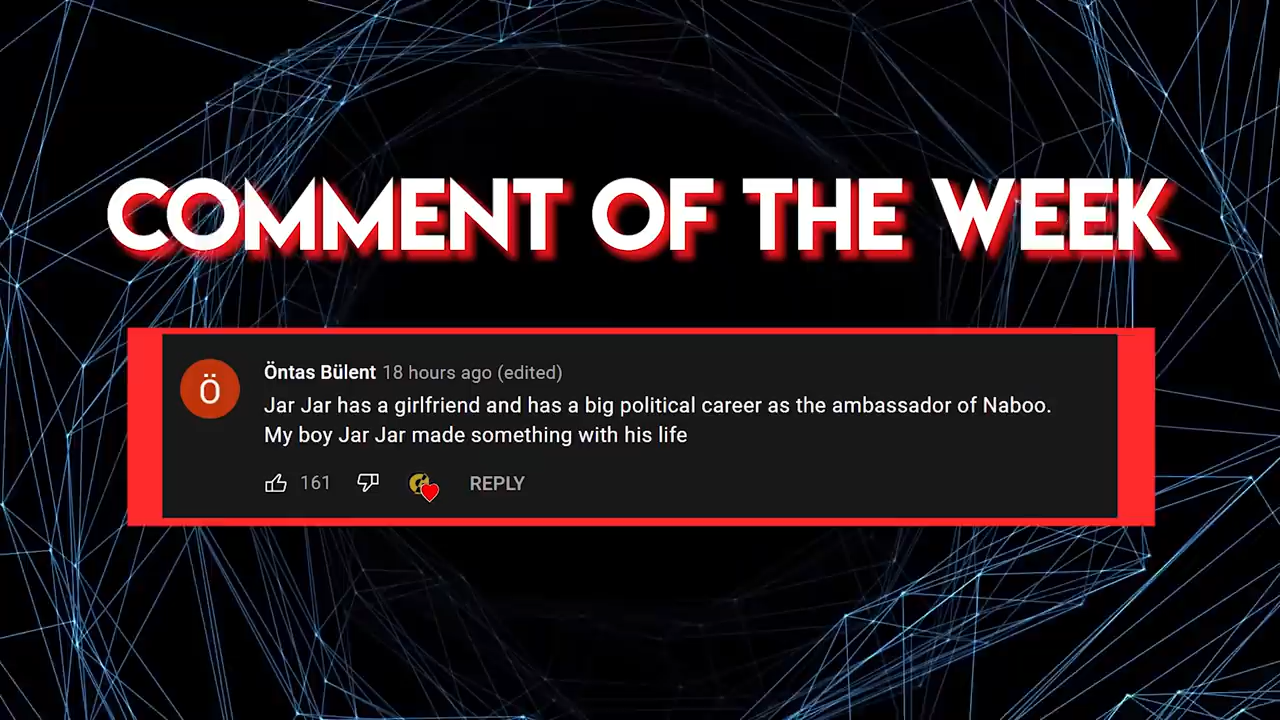 COMMENT OF THE WEEK
Ö
Öntas Bülent 18 hours ago (edited)
Jar Jar has a girlfriend and has a big political career as the ambassador of Naboo.
My boy Jar Jar made something with his life
161 REPLY